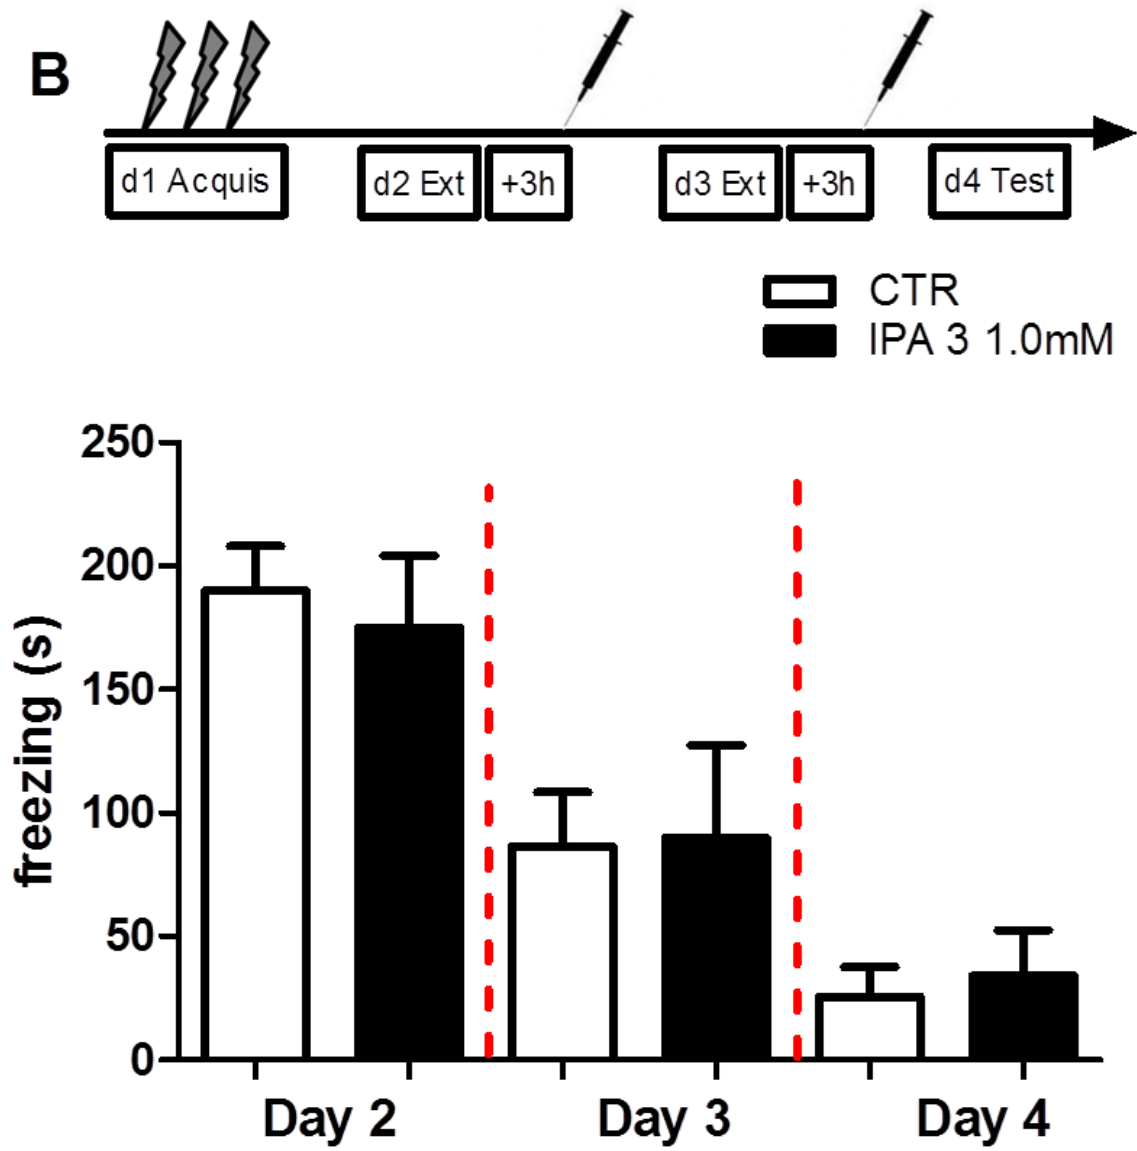 B
d1 Acquis
d2 Ext
+3h
d3 Ext
+3h
d4 Test
CTR
IPA 3 1.0mM
freezing (s)
250
200
150
100
50
0
Day 2
Day 3
Day 4